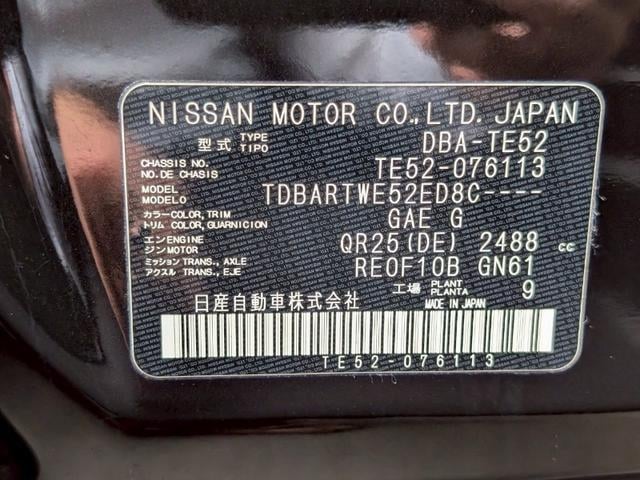 NISSAN MOTOR CO.,LTD. JAPAN
型式 TYPE TIPO DBA-TE52
CHASSIS NO. NO.DE CHASIS TE52-076113
MODEL MODELO TDBARTWE52ED8C----
カラー COLOR, TRIM トリム COLOR, GUARNICION GAE G
エンジン ENGINE MOTOR QR25(DE) 2488 cc
ミッション TRANS., AXLE アクスル TRANS., EJE RE0F10B GN61
工場 PLANT PLANTA 9
日産自動車株式会社 MADE IN JAPAN
TE52-076113